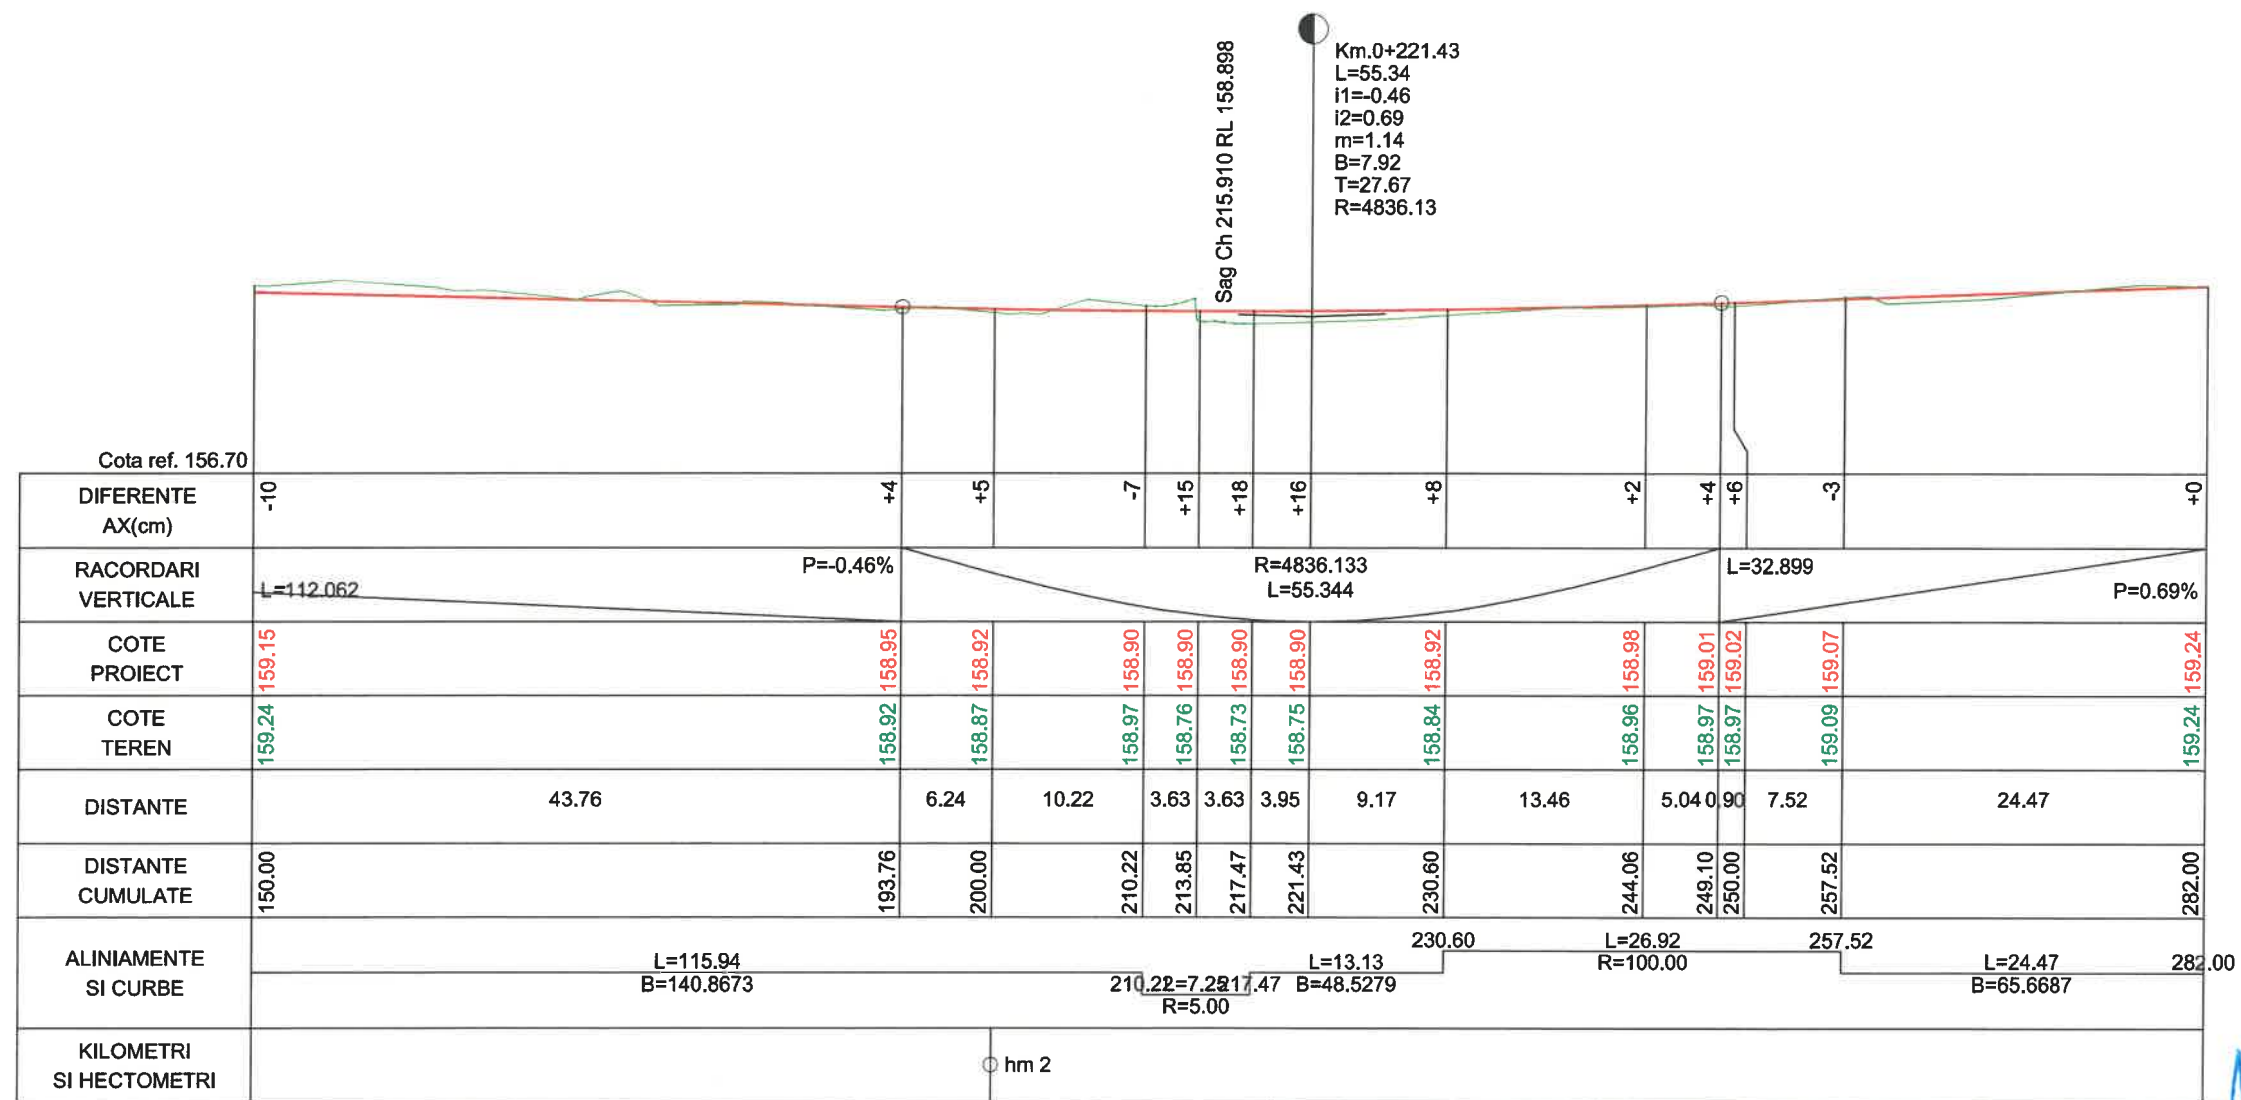 Sag Ch 215.910 RL 158.898
Km.0+221.43
L=55.34
i1=-0.46
i2=0.69
m=1.14
B=7.92
T=27.67
R=4836.13
Cota ref. 156.70
DIFERENTE
AX(cm)
-10 +4 +5 -7 +15 +18 +16 +8 +2 +4 +6 -3 +0
RACORDARI
VERTICALE
L=112.062
P=-0.46%
R=4836.133
L=55.344
L=32.899
P=0.69%
COTE
PROIECT
159.15 158.95 158.92 158.90 158.90 158.90 158.90 158.92 158.98 159.01 159.02 159.07 159.24
COTE
TEREN
159.24 158.92 158.87 158.97 158.76 158.73 158.75 158.84 158.96 158.97 158.97 159.09 159.24
DISTANTE
43.76 6.24 10.22 3.63 3.63 3.95 9.17 13.46 5.04 0.90 7.52 24.47
DISTANTE
CUMULATE
150.00 193.76 200.00 210.22 213.85 217.47 221.43 230.60 244.06 249.10 250.00 257.52 282.00
ALINIAMENTE
SI CURBE
L=115.94
B=140.8673
210.22
L=7.25
217.47
R=5.00
L=13.13
B=48.5279
230.60
L=26.92
R=100.00
257.52
L=24.47
B=65.6687
282.00
KILOMETRI
SI HECTOMETRI
hm 2